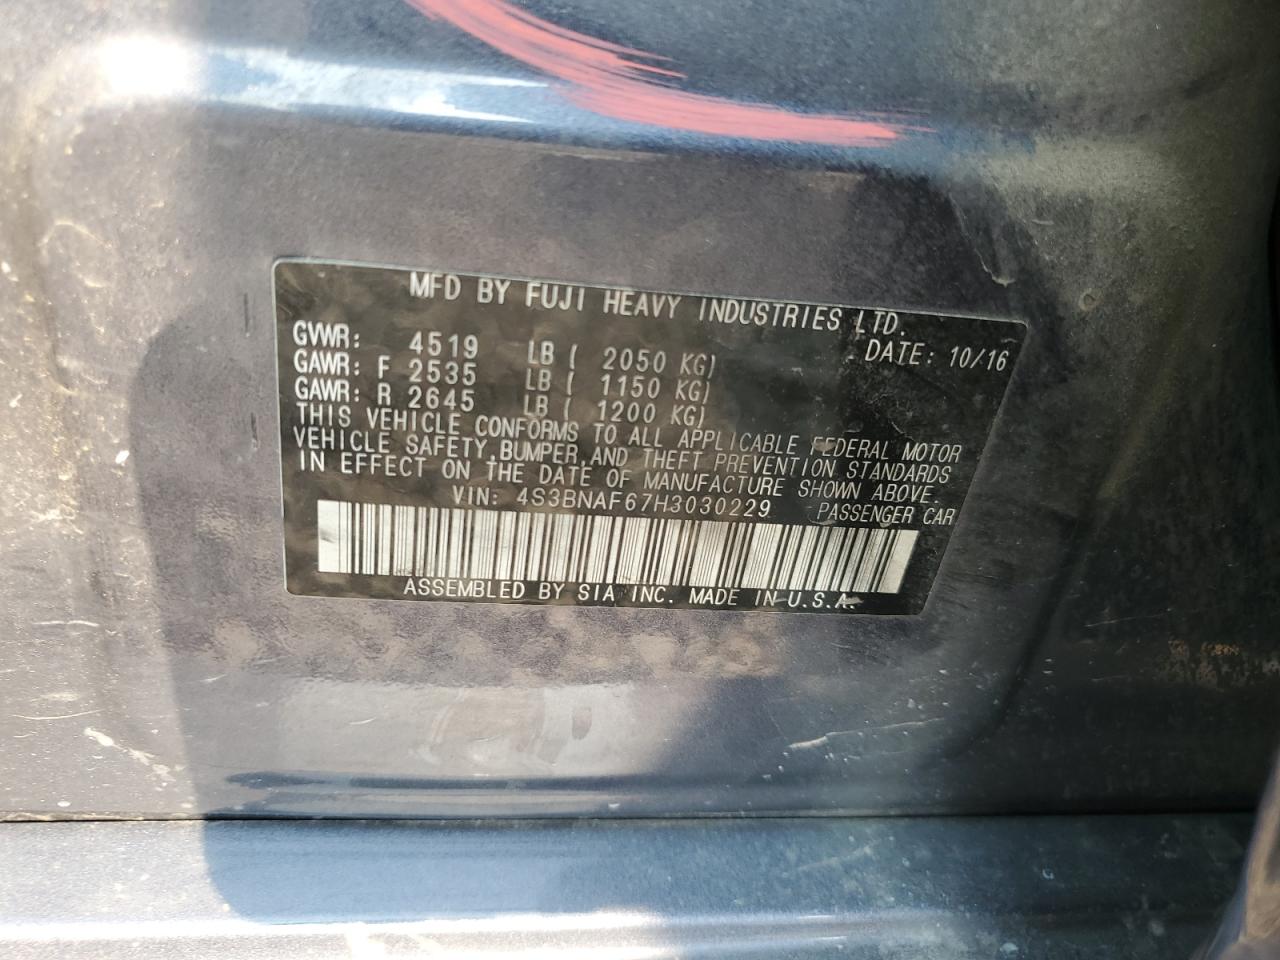 MFD BY FUJI HEAVY INDUSTRIES LTD.
GVWR: 4519 LB ( 2050 KG) DATE: 10/16
GAWR: F 2535 LB ( 1150 KG)
GAWR: R 2645 LB ( 1200 KG)
THIS VEHICLE CONFORMS TO ALL APPLICABLE FEDERAL MOTOR
VEHICLE SAFETY,BUMPER,AND THEFT PREVENTION STANDARDS
IN EFFECT ON THE DATE OF MANUFACTURE SHOWN ABOVE.
VIN: 4S3BNAF67H3030229 PASSENGER CAR
ASSEMBLED BY SIA INC. MADE IN U.S.A.